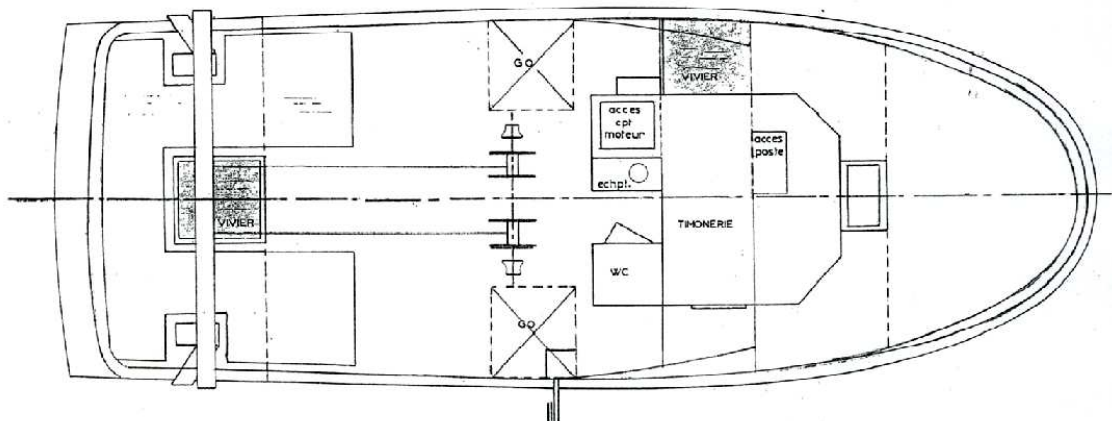 GO
VIVIER
acces
cpt
moteur
acces
poste
echpt.
VIVIER
TIMONERIE
WC
GO